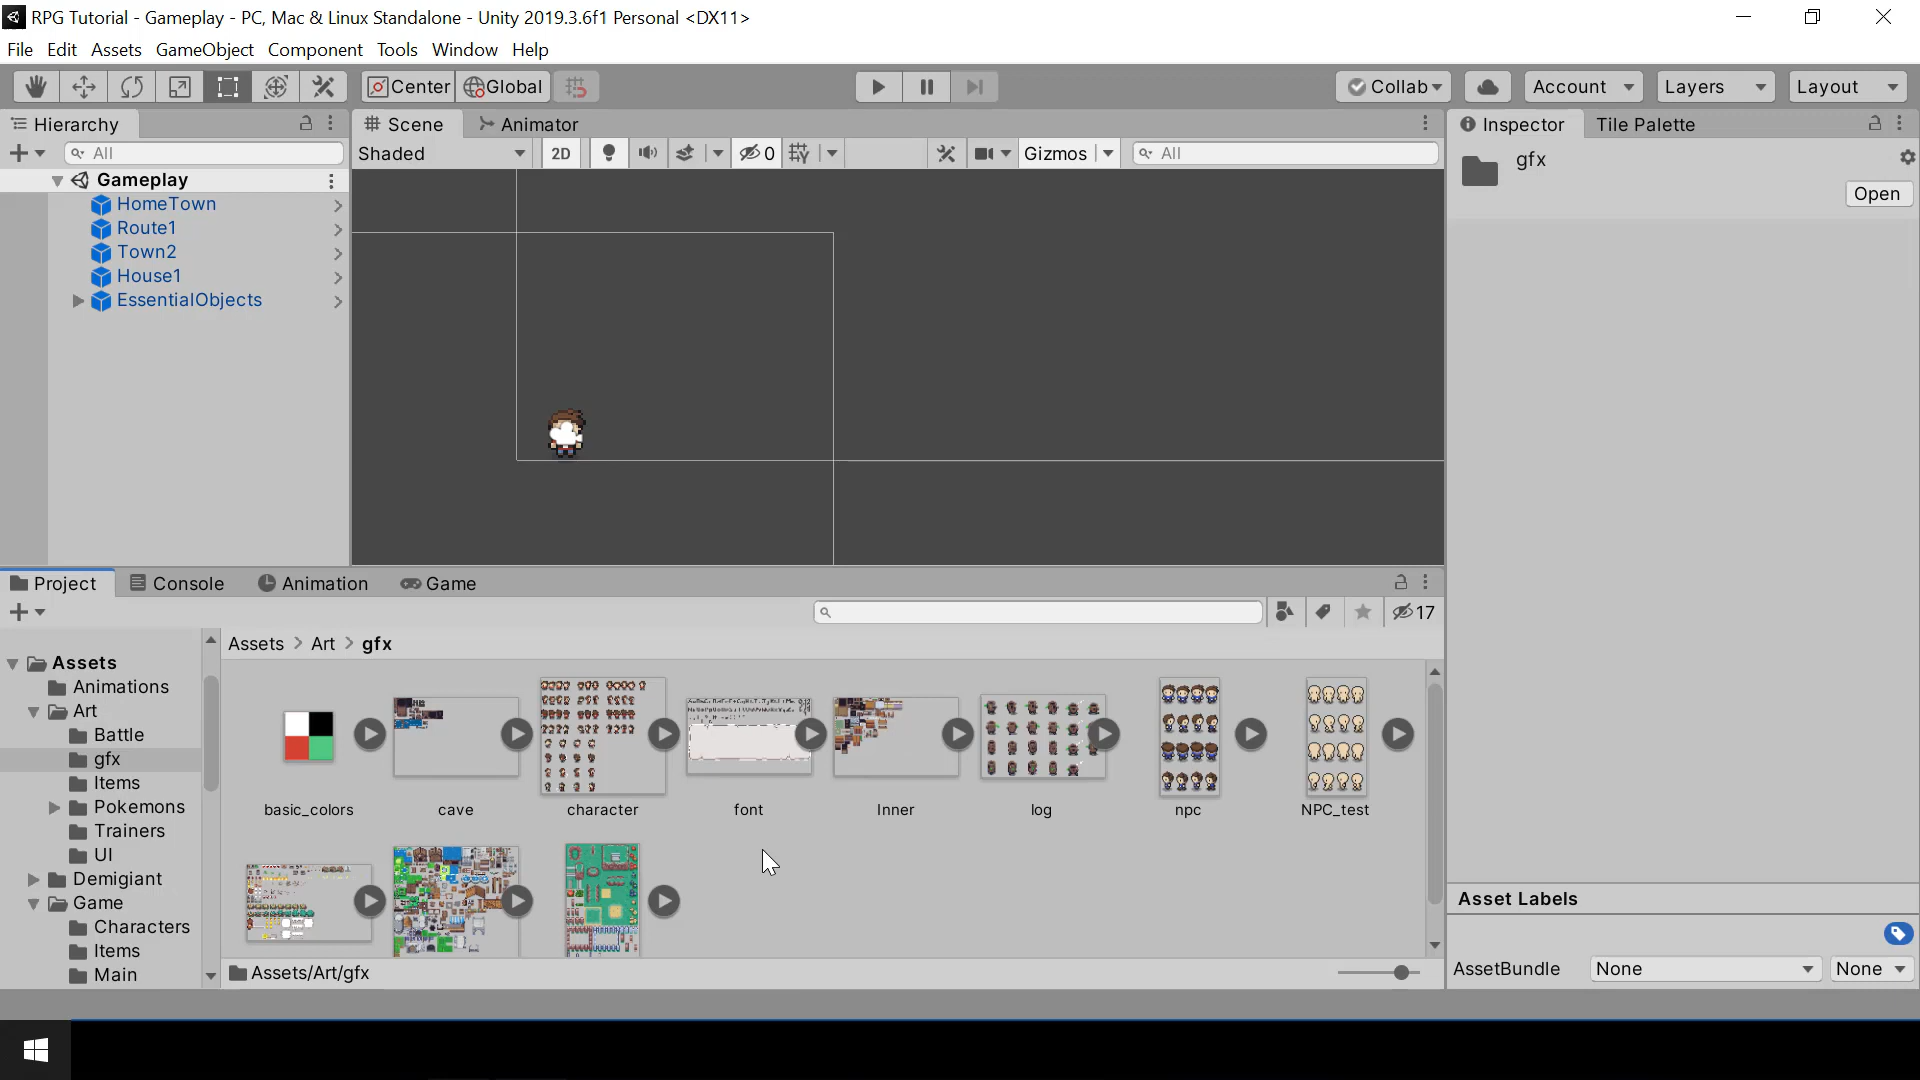 RPG Tutorial - Gameplay - PC, Mac & Linux Standalone - Unity 2019.3.6f1 Personal <DX11>
File Edit Assets GameObject Component Tools Window Help
Center Global Collab Account Layers Layout
Hierarchy
All
Gameplay
HomeTown
Route1
Town2
House1
EssentialObjects
Scene Animator
Shaded 2D 0 Gizmos All
Inspector Tile Palette
gfx
Open
Project Console Animation Game
17
Assets
Animations
Art
Battle
gfx
Items
Pokemons
Trainers
UI
Demigiant
Game
Characters
Items
Main
Assets > Art > gfx
basic_colors cave character font Inner log npc NPC_test
Assets/Art/gfx
Asset Labels
AssetBundle None None